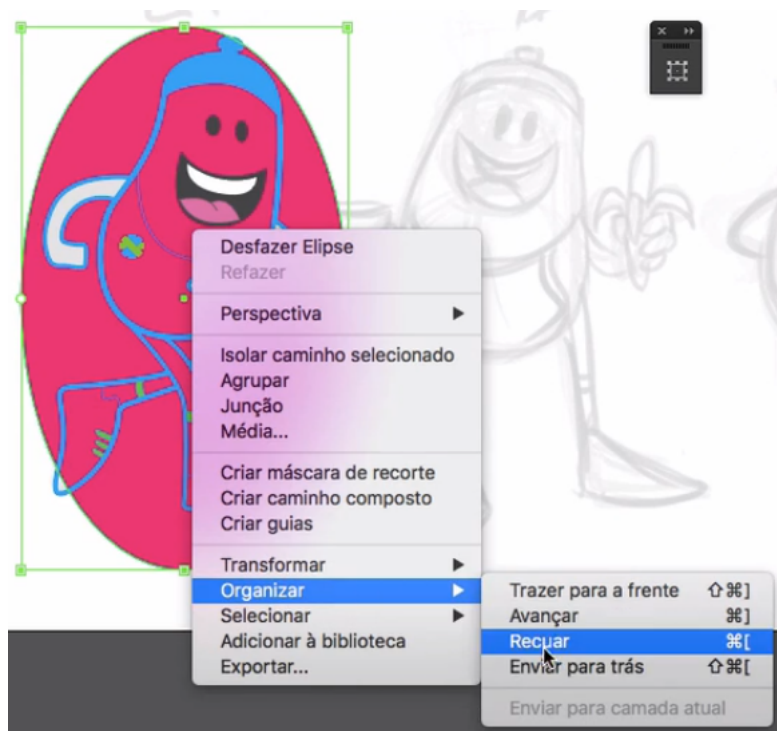 Desfazer Elipse
Refazer
Perspectiva
Isolar caminho selecionado
Agrupar
Junção
Média...
Criar máscara de recorte
Criar caminho composto
Criar guias
Transformar
Organizar
Selecionar
Adicionar à biblioteca
Exportar...
Trazer para a frente ⇧⌘]
Avançar ⌘]
Recuar ⌘[
Enviar para trás ⇧⌘[
Enviar para camada atual